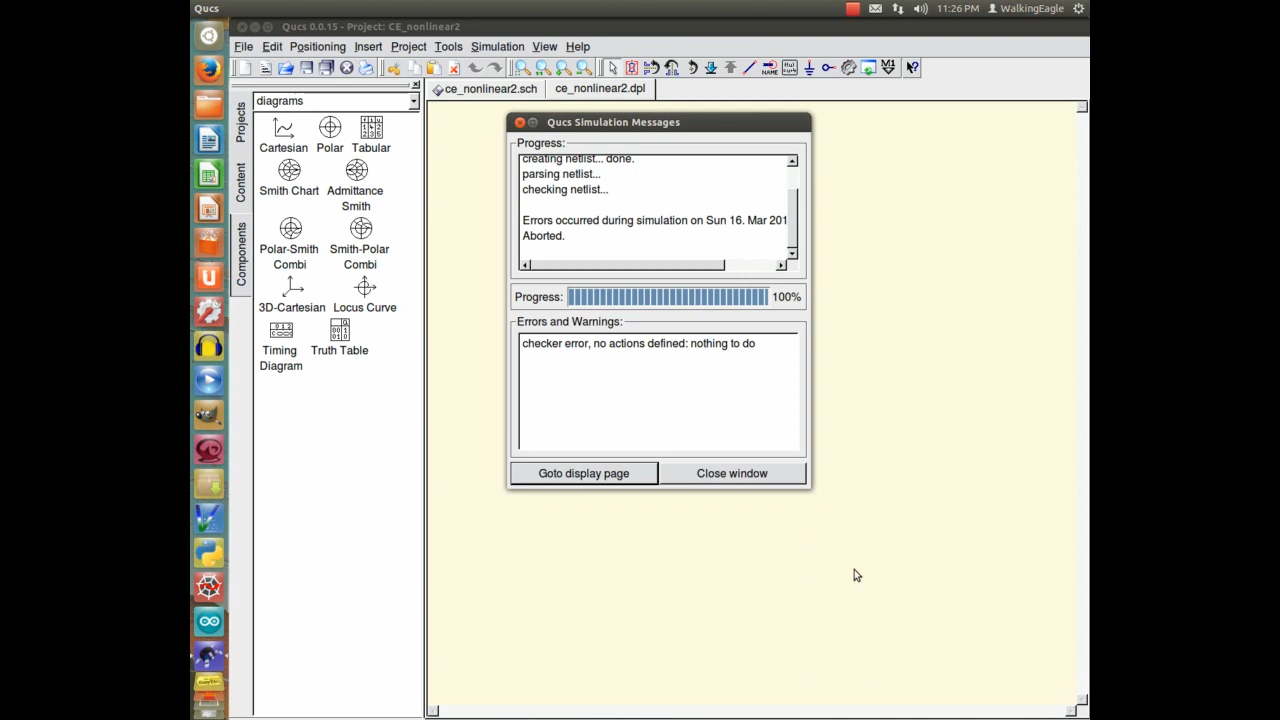 Qucs
11:26 PM
WalkingEagle
Qucs 0.0.15 - Project: CE_nonlinear2
File Edit Positioning Insert Project Tools Simulation View Help
NAME
diagrams
ce_nonlinear2.sch
ce_nonlinear2.dpl
Projects
Content
Components
Cartesian
Polar
Tabular
Smith Chart
Admittance
Smith
Polar-Smith
Combi
Smith-Polar
Combi
3D-Cartesian
Locus Curve
Timing
Diagram
Truth Table
Qucs Simulation Messages
Progress:
creating netlist... done.
parsing netlist...
checking netlist...
Errors occurred during simulation on Sun 16. Mar 201
Aborted.
Progress:
100%
Errors and Warnings:
checker error, no actions defined: nothing to do
Goto display page
Close window